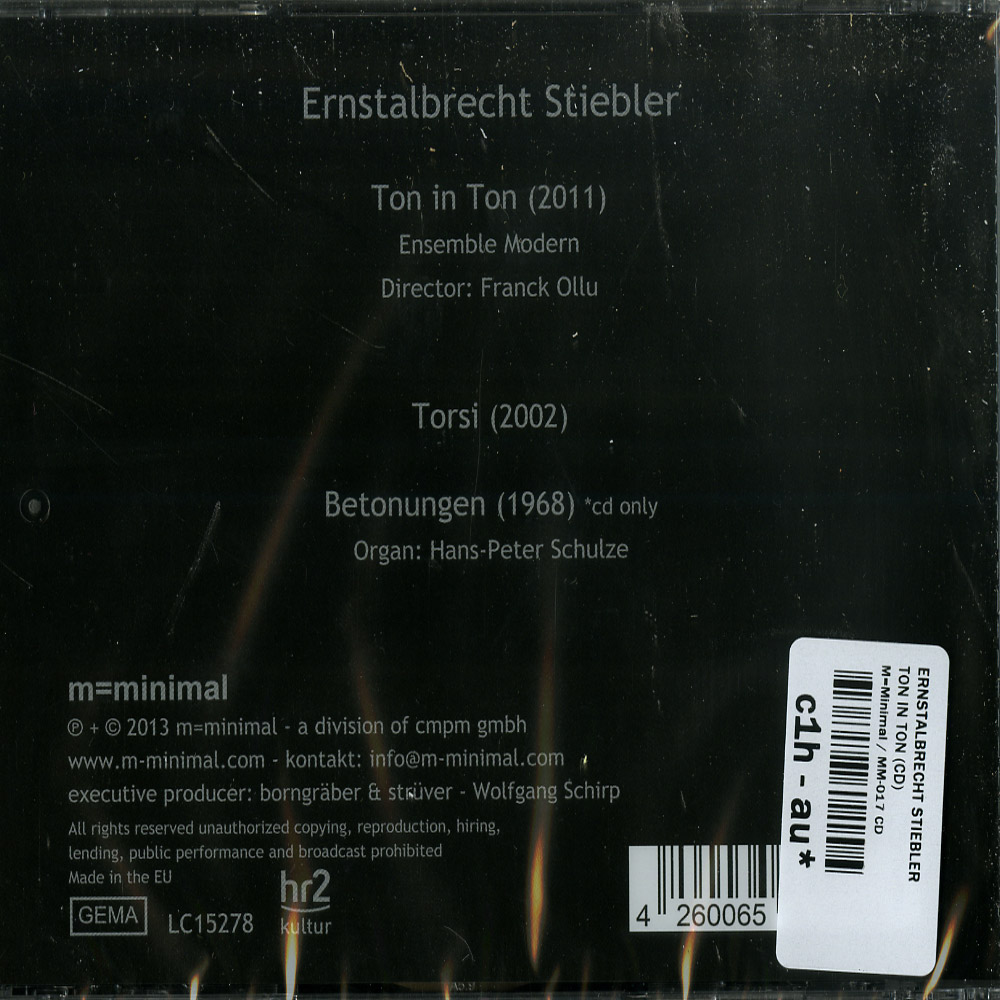 Ernstalbrecht Stiebler
Ton in Ton (2011)
Ensemble Modern
Director: Franck Ollu
Torsi (2002)
Betonungen (1968) *cd only
Organ: Hans-Peter Schulze
m=minimal
℗ + © 2013 m=minimal - a division of cmpm gmbh
www.m-minimal.com - kontakt: info@m-minimal.com
executive producer: borngräber & strüver - Wolfgang Schirp
All rights reserved unauthorized copying, reproduction, hiring,
lending, public performance and broadcast prohibited
Made in the EU
GEMA
LC15278
hr2
kultur
4 260065
ERNSTALBRECHT STIEBLER
TON IN TON (CD)
M=Minimal / MM-017 CD
c1h - au*